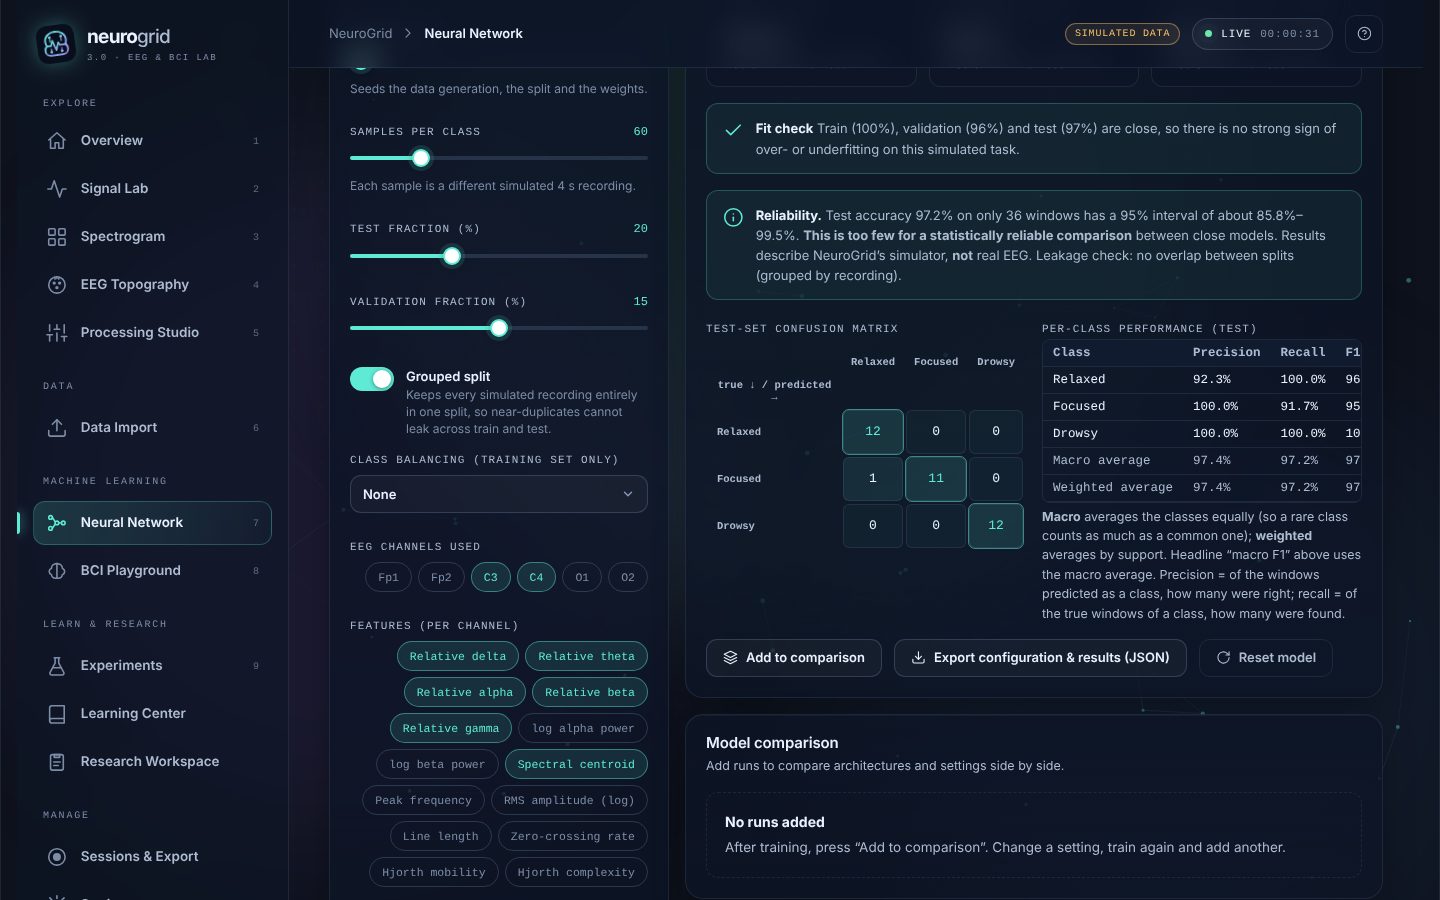 neurogrid
3.0 · EEG & BCI LAB
EXPLORE
Overview 1
Signal Lab 2
Spectrogram 3
EEG Topography 4
Processing Studio 5
DATA
Data Import 6
MACHINE LEARNING
Neural Network 7
BCI Playground 8
LEARN & RESEARCH
Experiments 9
Learning Center
Research Workspace
MANAGE
Sessions & Export
NeuroGrid > Neural Network
SIMULATED DATA
LIVE 00:00:31
Seeds the data generation, the split and the weights.
SAMPLES PER CLASS 60
Each sample is a different simulated 4 s recording.
TEST FRACTION (%) 20
VALIDATION FRACTION (%) 15
Grouped split
Keeps every simulated recording entirely
in one split, so near-duplicates cannot
leak across train and test.
CLASS BALANCING (TRAINING SET ONLY)
None
EEG CHANNELS USED
Fp1 Fp2 C3 C4 O1 O2
FEATURES (PER CHANNEL)
Relative delta Relative theta
Relative alpha Relative beta
Relative gamma log alpha power
log beta power Spectral centroid
Peak frequency RMS amplitude (log)
Line length Zero-crossing rate
Hjorth mobility Hjorth complexity
Fit check Train (100%), validation (96%) and test (97%) are close, so there is no strong sign of
over- or underfitting on this simulated task.
Reliability. Test accuracy 97.2% on only 36 windows has a 95% interval of about 85.8%–
99.5%. This is too few for a statistically reliable comparison between close models. Results
describe NeuroGrid’s simulator, not real EEG. Leakage check: no overlap between splits
(grouped by recording).
TEST-SET CONFUSION MATRIX
Relaxed Focused Drowsy
true ↓ / predicted
→
Relaxed 12 0 0
Focused 1 11 0
Drowsy 0 0 12
PER-CLASS PERFORMANCE (TEST)
Class Precision Recall F1
Relaxed 92.3% 100.0% 96
Focused 100.0% 91.7% 95
Drowsy 100.0% 100.0% 10
Macro average 97.4% 97.2% 97
Weighted average 97.4% 97.2% 97
Macro averages the classes equally (so a rare class
counts as much as a common one); weighted
averages by support. Headline “macro F1” above uses
the macro average. Precision = of the windows
predicted as a class, how many were right; recall = of
the true windows of a class, how many were found.
Add to comparison
Export configuration & results (JSON)
Reset model
Model comparison
Add runs to compare architectures and settings side by side.
No runs added
After training, press “Add to comparison”. Change a setting, train again and add another.